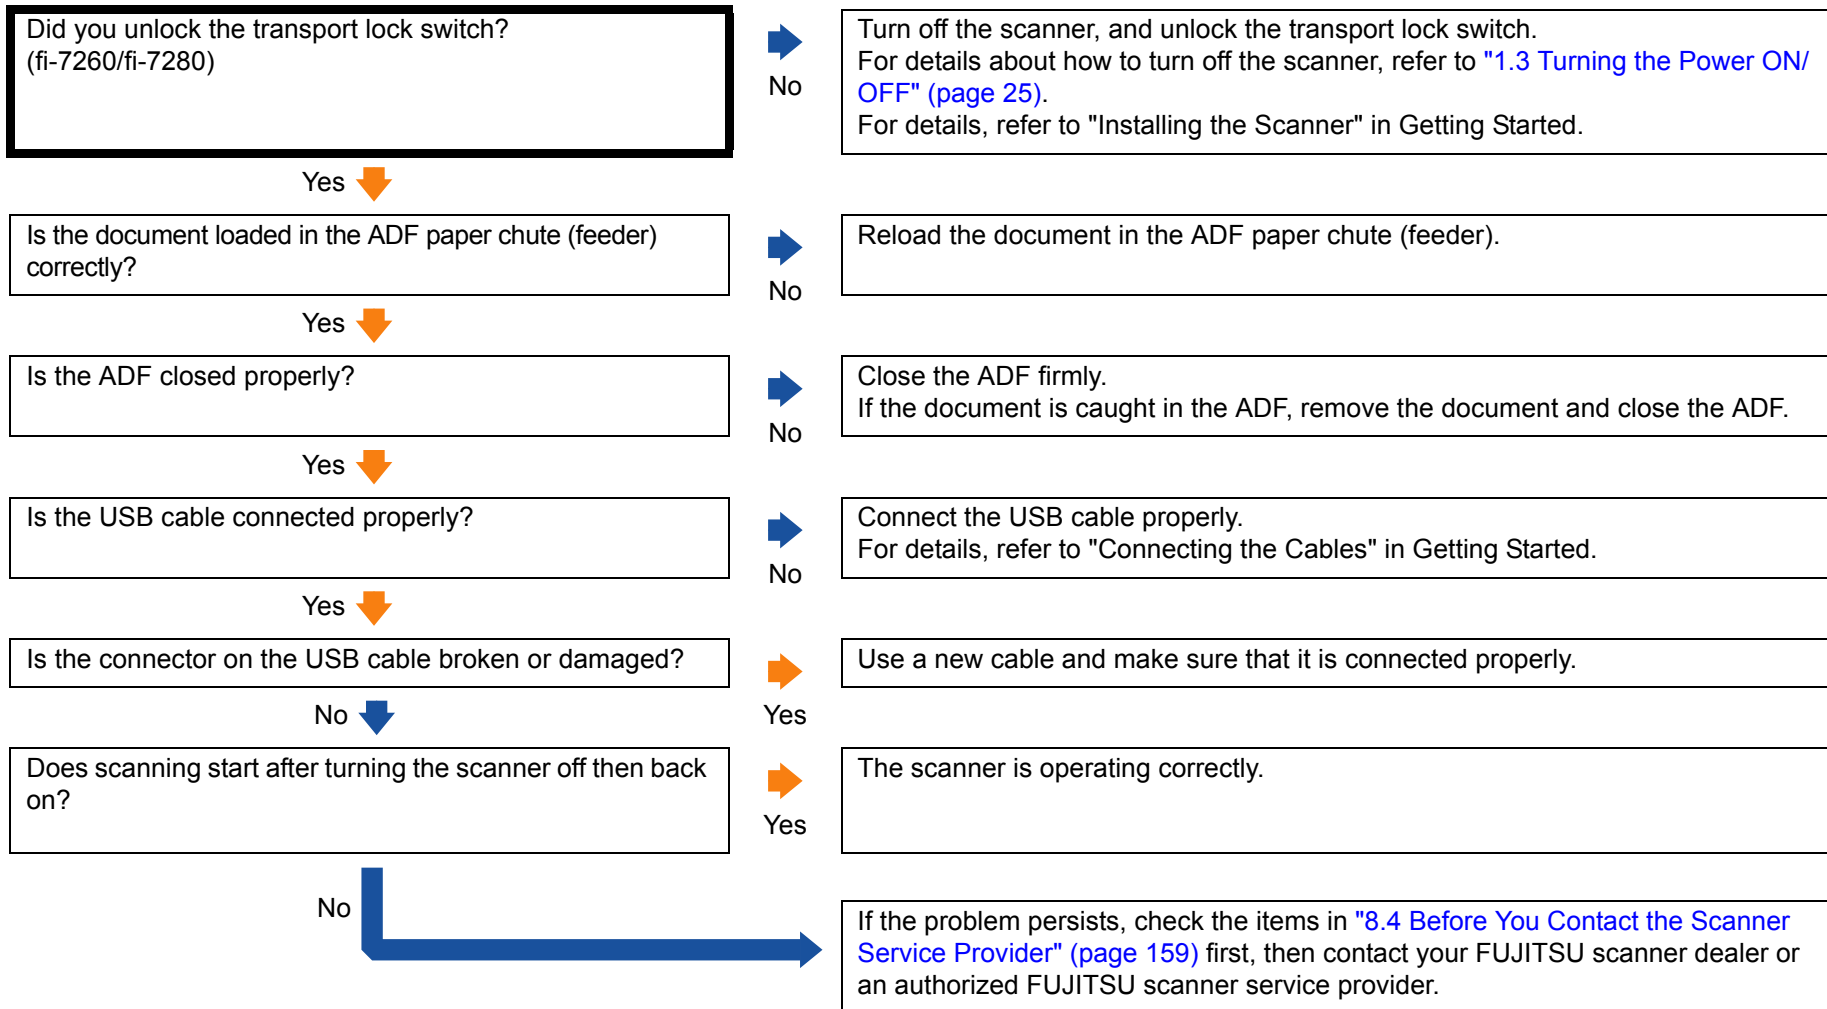 Did you unlock the transport lock switch?
(fi-7260/fi-7280)
No
Turn off the scanner, and unlock the transport lock switch.
For details about how to turn off the scanner, refer to "1.3 Turning the Power ON/
OFF" (page 25).
For details, refer to "Installing the Scanner" in Getting Started.
Yes
Is the document loaded in the ADF paper chute (feeder)
correctly?
No
Reload the document in the ADF paper chute (feeder).
Yes
Is the ADF closed properly?
No
Close the ADF firmly.
If the document is caught in the ADF, remove the document and close the ADF.
Yes
Is the USB cable connected properly?
No
Connect the USB cable properly.
For details, refer to "Connecting the Cables" in Getting Started.
Yes
Is the connector on the USB cable broken or damaged?
Yes
Use a new cable and make sure that it is connected properly.
No
Does scanning start after turning the scanner off then back
on?
Yes
The scanner is operating correctly.
No
If the problem persists, check the items in "8.4 Before You Contact the Scanner
Service Provider" (page 159) first, then contact your FUJITSU scanner dealer or
an authorized FUJITSU scanner service provider.